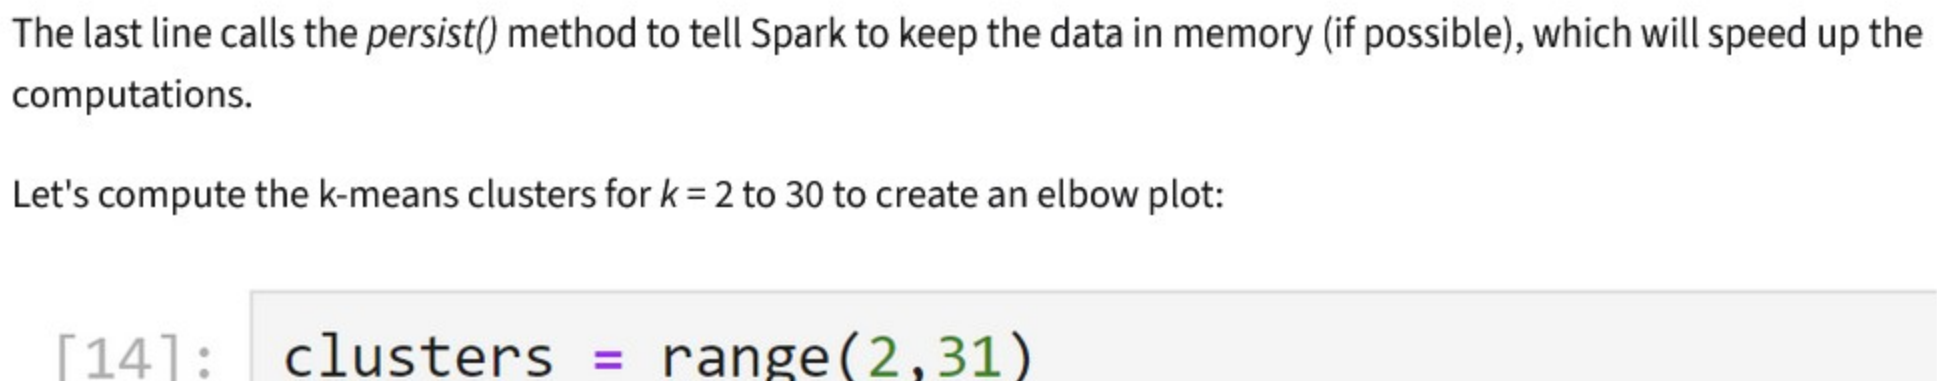 The last line calls the persist() method to tell Spark to keep the data in memory (if possible), which will speed up the
computations.
Let's compute the k-means clusters for k = 2 to 30 to create an elbow plot:
[14]: clusters = range(2,31)